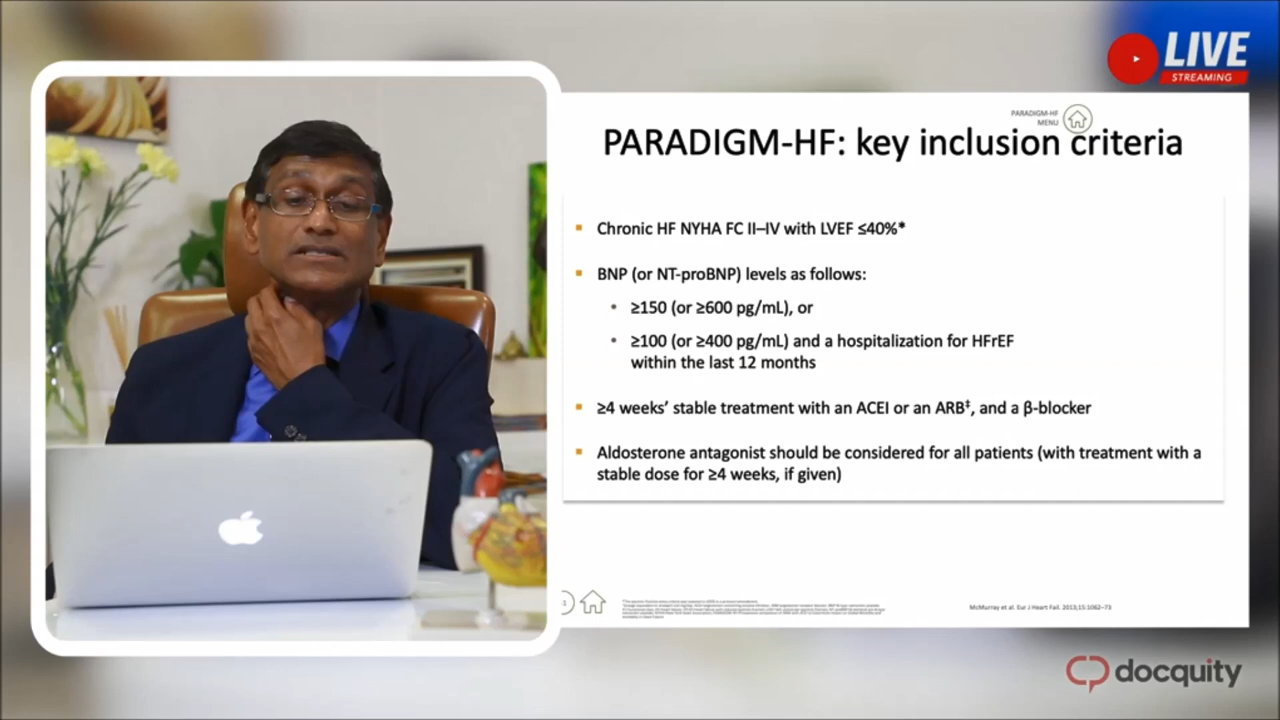 LIVE
STREAMING
PARADIGM-HF
MENU
PARADIGM-HF: key inclusion criteria
Chronic HF NYHA FC II–IV with LVEF ≤40%*
BNP (or NT-proBNP) levels as follows:
≥150 (or ≥600 pg/mL), or
≥100 (or ≥400 pg/mL) and a hospitalization for HFrEF
within the last 12 months
≥4 weeks’ stable treatment with an ACEI or an ARB‡, and a β-blocker
Aldosterone antagonist should be considered for all patients (with treatment with a
stable dose for ≥4 weeks, if given)
McMurray et al. Eur J Heart Fail. 2013;15:1062–73
docquity